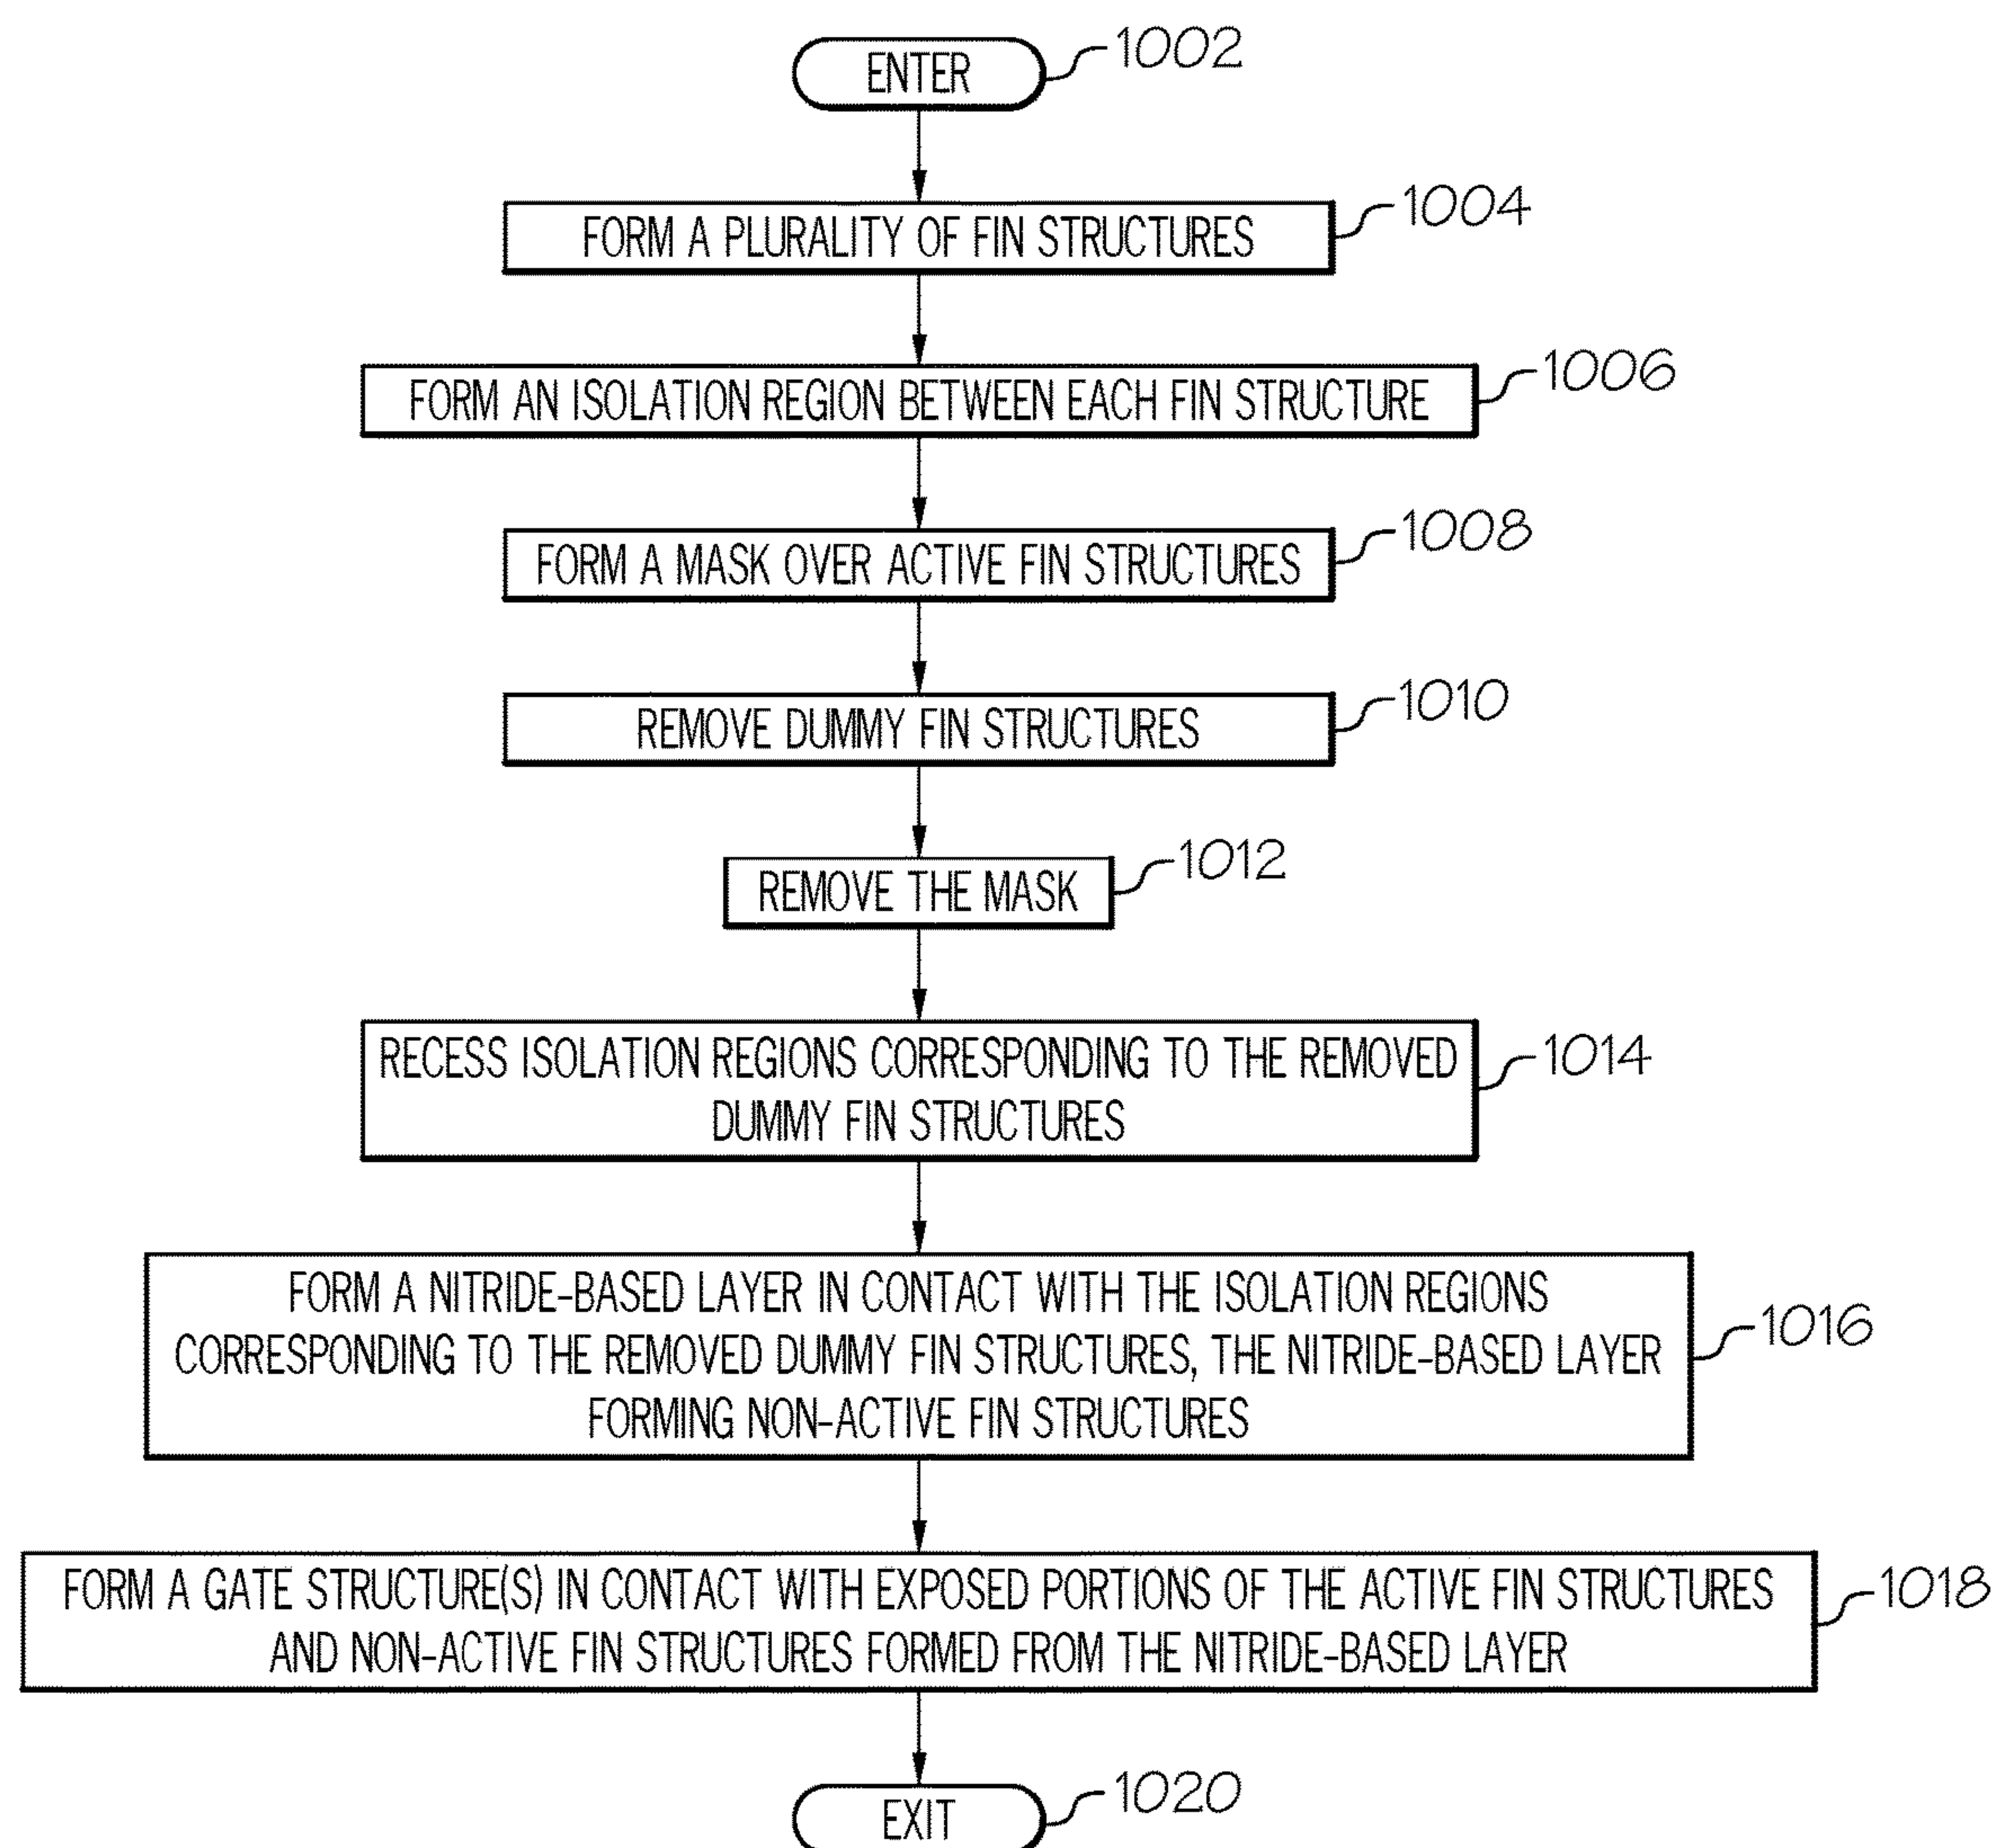 ENTER
1002
FORM A PLURALITY OF FIN STRUCTURES
1004
FORM AN ISOLATION REGION BETWEEN EACH FIN STRUCTURE
1006
FORM A MASK OVER ACTIVE FIN STRUCTURES
1008
REMOVE DUMMY FIN STRUCTURES
1010
REMOVE THE MASK
1012
RECESS ISOLATION REGIONS CORRESPONDING TO THE REMOVED
DUMMY FIN STRUCTURES
1014
FORM A NITRIDE-BASED LAYER IN CONTACT WITH THE ISOLATION REGIONS
CORRESPONDING TO THE REMOVED DUMMY FIN STRUCTURES, THE NITRIDE-BASED LAYER
FORMING NON-ACTIVE FIN STRUCTURES
1016
FORM A GATE STRUCTURE(S) IN CONTACT WITH EXPOSED PORTIONS OF THE ACTIVE FIN STRUCTURES
AND NON-ACTIVE FIN STRUCTURES FORMED FROM THE NITRIDE-BASED LAYER
1018
EXIT
1020